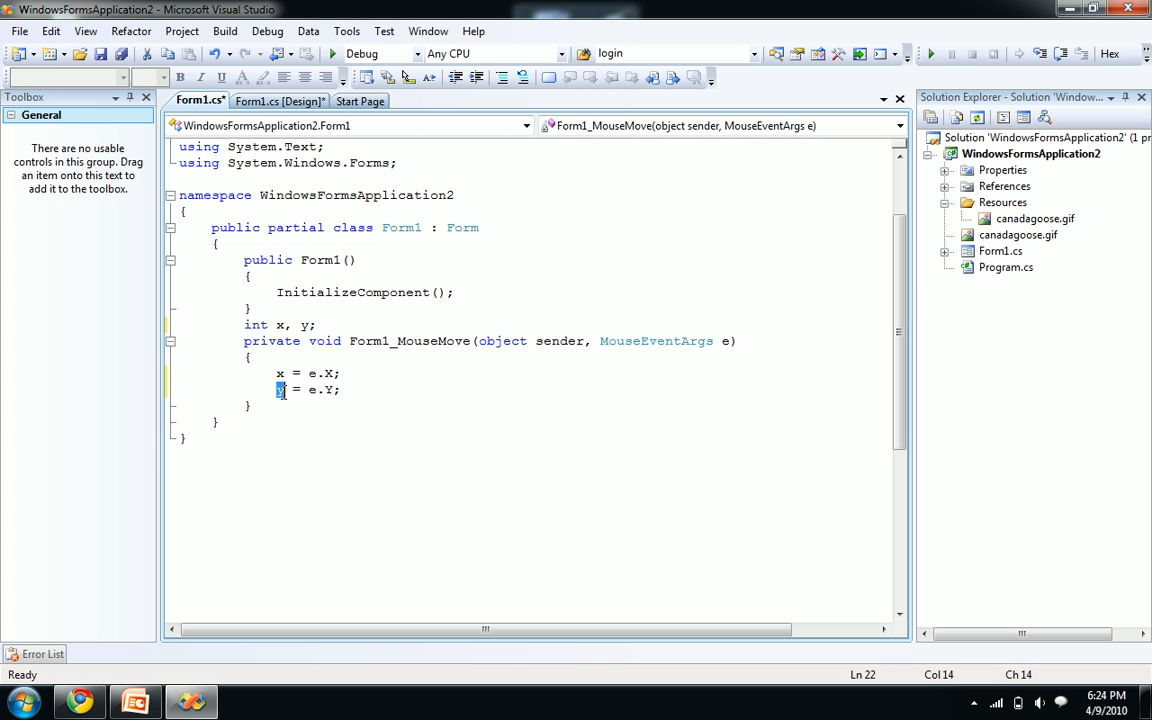 WindowsFormsApplication2 - Microsoft Visual Studio
File Edit View Refactor Project Build Debug Data Tools Test Window Help
Debug Any CPU login Hex
Toolbox
General
There are no usable
controls in this group. Drag
an item onto this text to
add it to the toolbox.
Form1.cs* Form1.cs [Design]* Start Page
WindowsFormsApplication2.Form1 Form1_MouseMove(object sender, MouseEventArgs e)
using System.Text;
using System.Windows.Forms;
namespace WindowsFormsApplication2
{
public partial class Form1 : Form
{
public Form1()
{
InitializeComponent();
}
int x, y;
private void Form1_MouseMove(object sender, MouseEventArgs e)
{
x = e.X;
y = e.Y;
}
}
}
Solution Explorer - Solution 'Window...
Solution 'WindowsFormsApplication2' (1 pr
WindowsFormsApplication2
Properties
References
Resources
canadagoose.gif
canadagoose.gif
Form1.cs
Program.cs
Error List
Ready Ln 22 Col 14 Ch 14
6:24 PM
4/9/2010